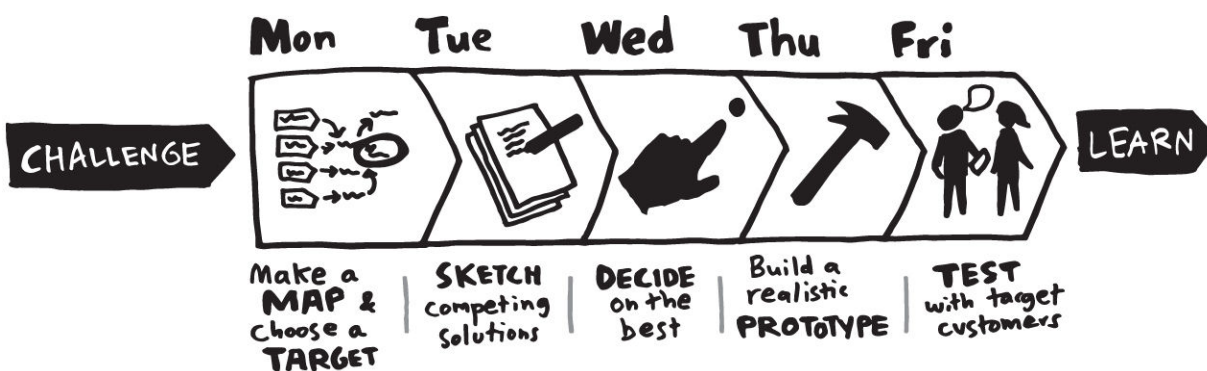 Mon
Tue
Wed
Thu
Fri
CHALLENGE
LEARN
Make a
MAP &
choose a
TARGET
SKETCH
competing
solutions
DECIDE
on the
best
Build a
realistic
PROTOTYPE
TEST
with target
customers